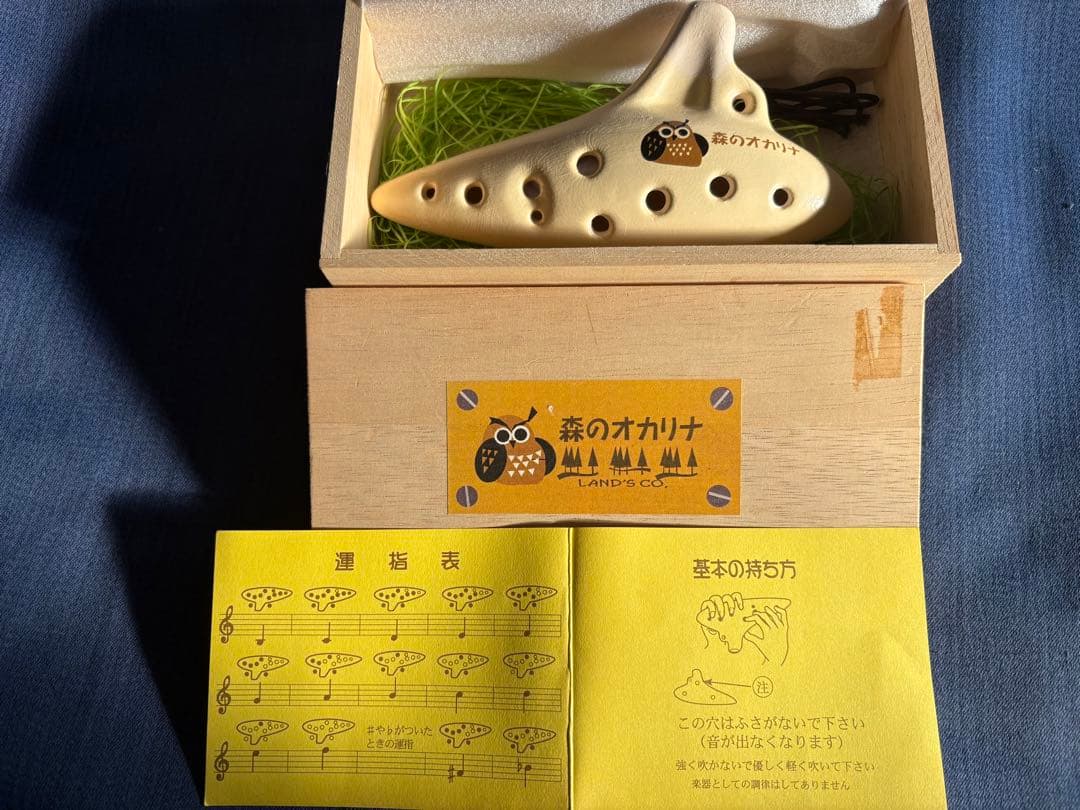 森のオカリナ
森のオカリナ
LAND'S CO.
運指表
♯や♭がついた
ときの運指
基本の持ち方
注
この穴はふさがないで下さい
(音が出なくなります)
強く吹かないで優しく軽く吹いて下さい
楽器としての調律はしてありません